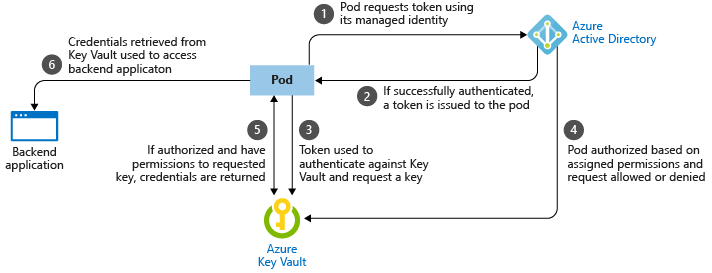 1
Pod requests token using
its managed identity
Azure
Active Directory
Credentials retrieved from
6
Key Vault used to access
backend applicaton
Pod
2
If successfully authenticated,
a token is issued to the pod
Backend
application
5
If authorized and have
permissions to requested
key, credentials are returned
3
Token used to
authenticate against Key
Vault and request a key
4
Pod authorized based on
assigned permissions and
request allowed or denied
Azure
Key Vault